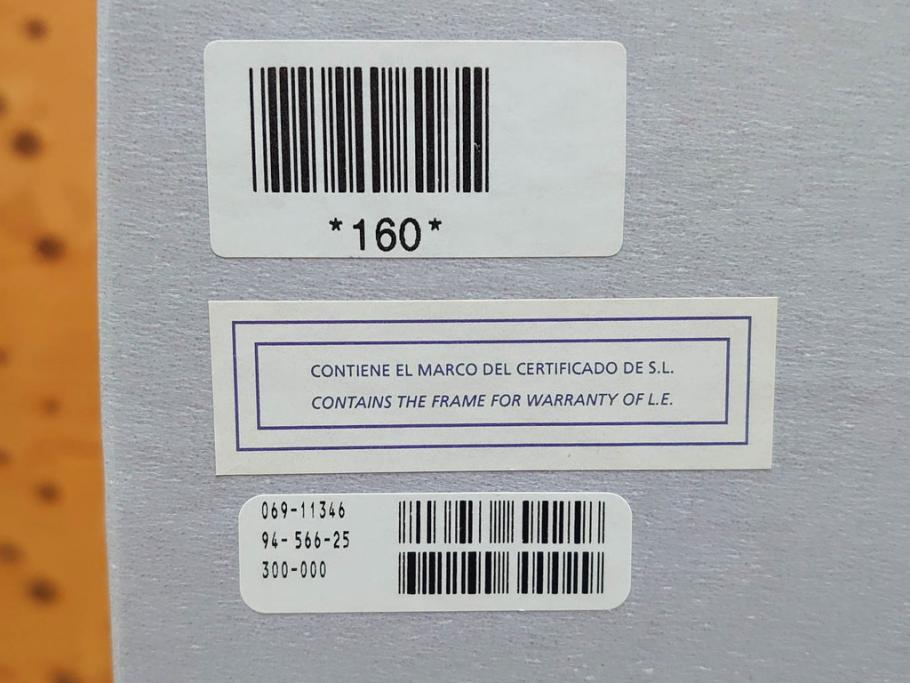 *160*
CONTIENE EL MARCO DEL CERTIFICADO DE S.L.
CONTAINS THE FRAME FOR WARRANTY OF L.E.
069-11346
94- 566-25
300-000